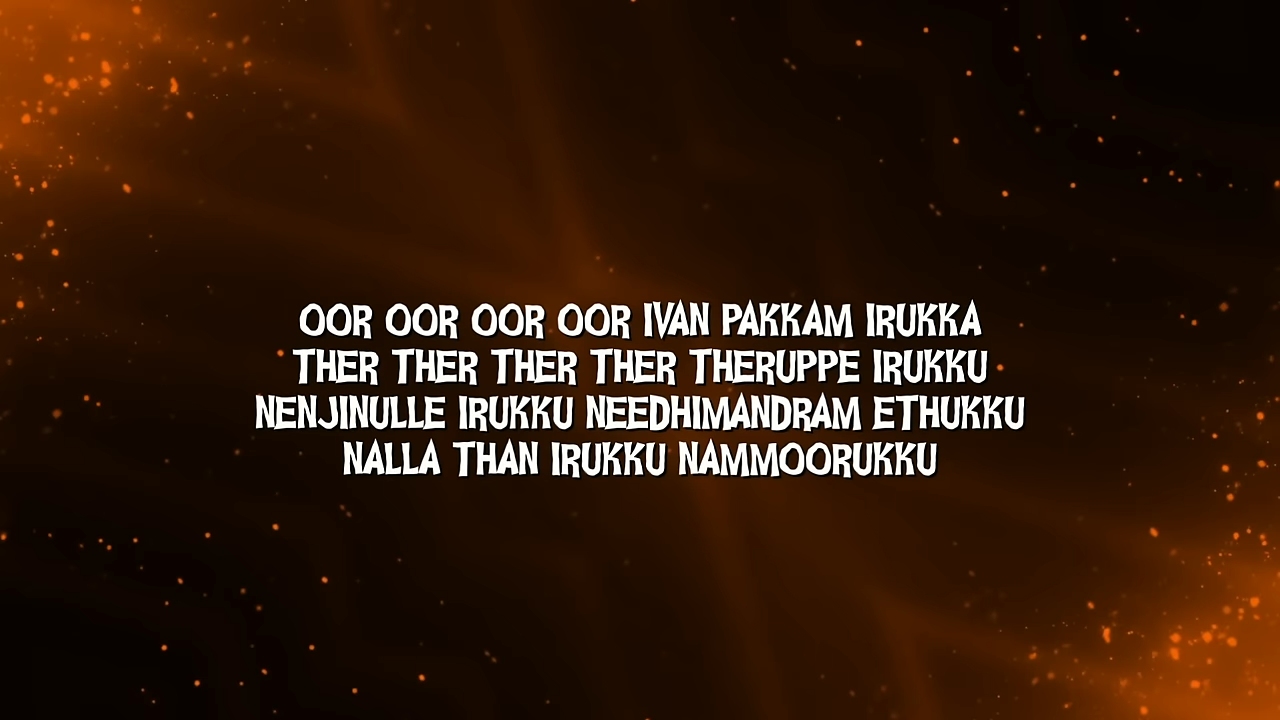 OOR OOR OOR OOR IVAN PAKKAM IRUKKA
THER THER THER THER THERUPPE IRUKKU
NENJINULLE IRUKKU NEEDHIMANDRAM ETHUKKU
NALLA THAN IRUKKU NAMMOORUKKU